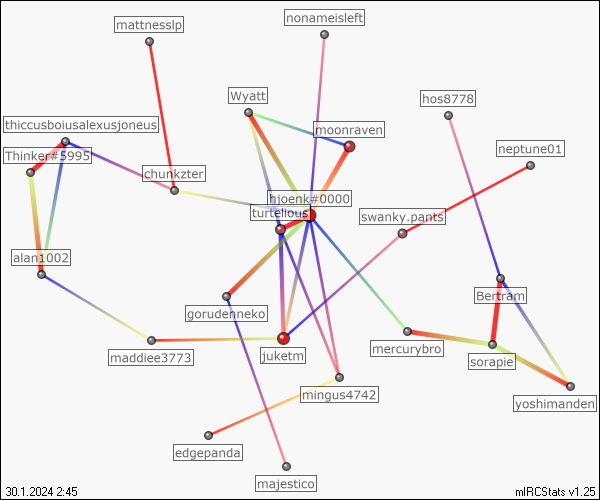 mattnesslp
nonameisleft
Wyatt
hos8778
thiccusboiusalexusjoneus
moonraven
Thinker#5995
neptune01
chunkzter
hjoenk#0000
turtelious
swanky.pants
alan1002
Bertram
gorudenneko
maddiee3773
juketm
mercurybro
sorapie
mingus4742
yoshimanden
edgepanda
majestico
30.1.2024 2:45
mIRCStats v1.25